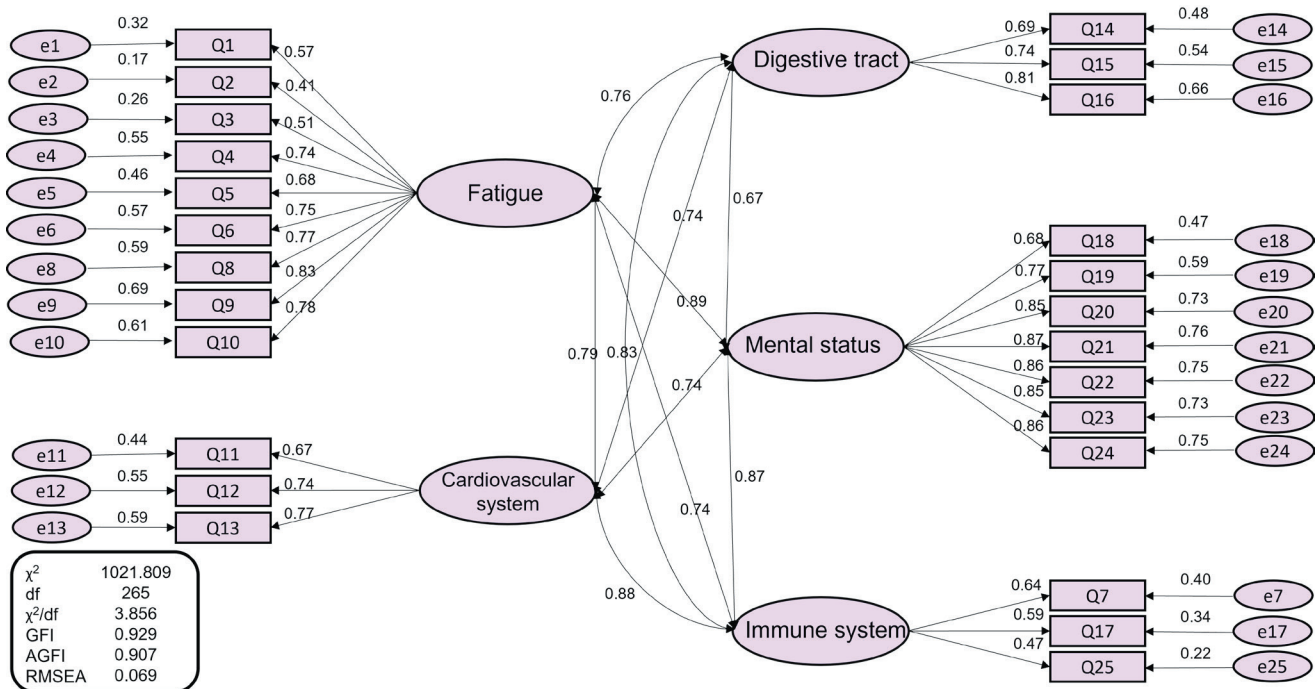 e1 0.32 Q1 0.57
e2 0.17 Q2 0.41
e3 0.26 Q3 0.51
e4 0.55 Q4 0.74
e5 0.46 Q5 0.68
e6 0.57 Q6 0.75
e8 0.59 Q8 0.77
e9 0.69 Q9 0.83
e10 0.61 Q10 0.78
Fatigue
e11 0.44 Q11 0.67
e12 0.55 Q12 0.74
e13 0.59 Q13 0.77
Cardiovascular
system
χ² 1021.809
df 265
χ²/df 3.856
GFI 0.929
AGFI 0.907
RMSEA 0.069
0.76
0.74
0.67
0.89
0.79
0.83
0.74
0.87
0.74
0.88
Digestive tract
0.69 Q14 0.48 e14
0.74 Q15 0.54 e15
0.81 Q16 0.66 e16
Mental status
0.68 Q18 0.47 e18
0.77 Q19 0.59 e19
0.85 Q20 0.73 e20
0.87 Q21 0.76 e21
0.86 Q22 0.75 e22
0.85 Q23 0.73 e23
0.86 Q24 0.75 e24
Immune system
0.64 Q7 0.40 e7
0.59 Q17 0.34 e17
0.47 Q25 0.22 e25